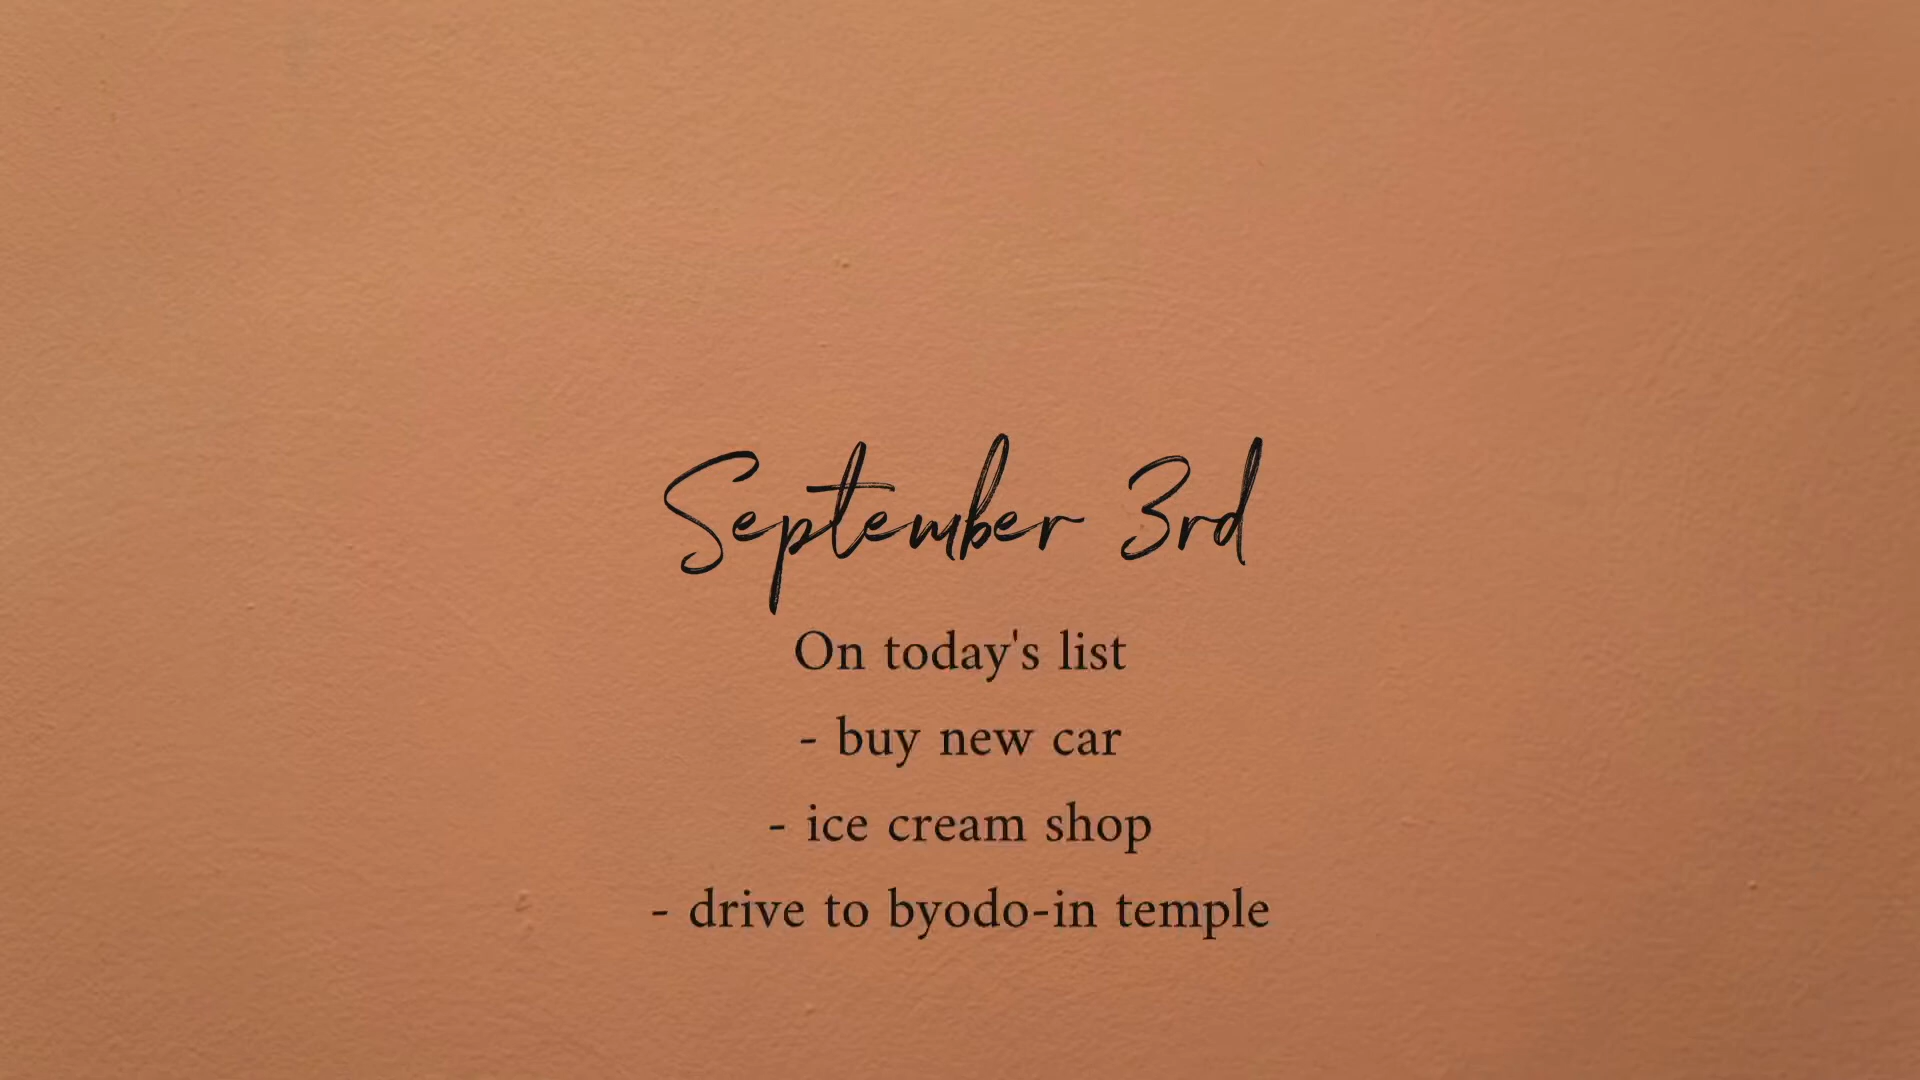 September 3rd
On today's list
- buy new car
- ice cream shop
- drive to byodo-in temple